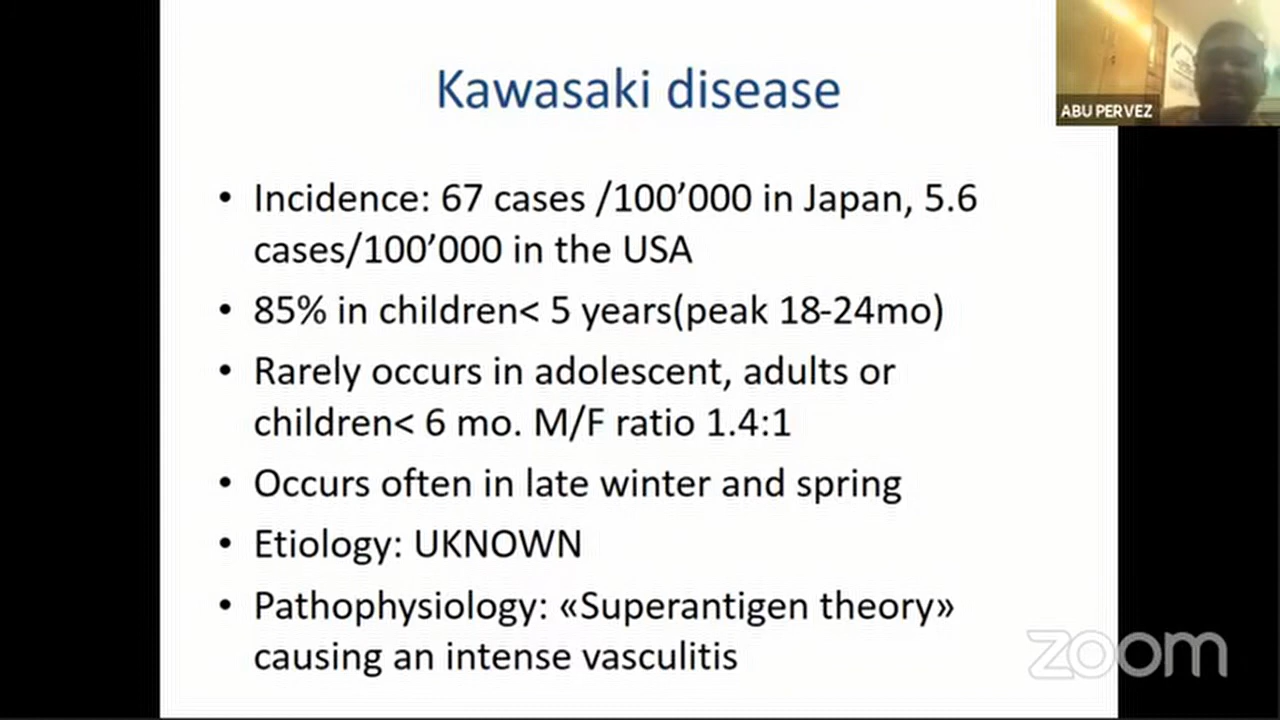 Kawasaki disease
ABU PERVEZ
• Incidence: 67 cases /100’000 in Japan, 5.6
cases/100’000 in the USA
• 85% in children< 5 years(peak 18-24mo)
• Rarely occurs in adolescent, adults or
children< 6 mo. M/F ratio 1.4:1
• Occurs often in late winter and spring
• Etiology: UKNOWN
• Pathophysiology: «Superantigen theory»
causing an intense vasculitis
zoom